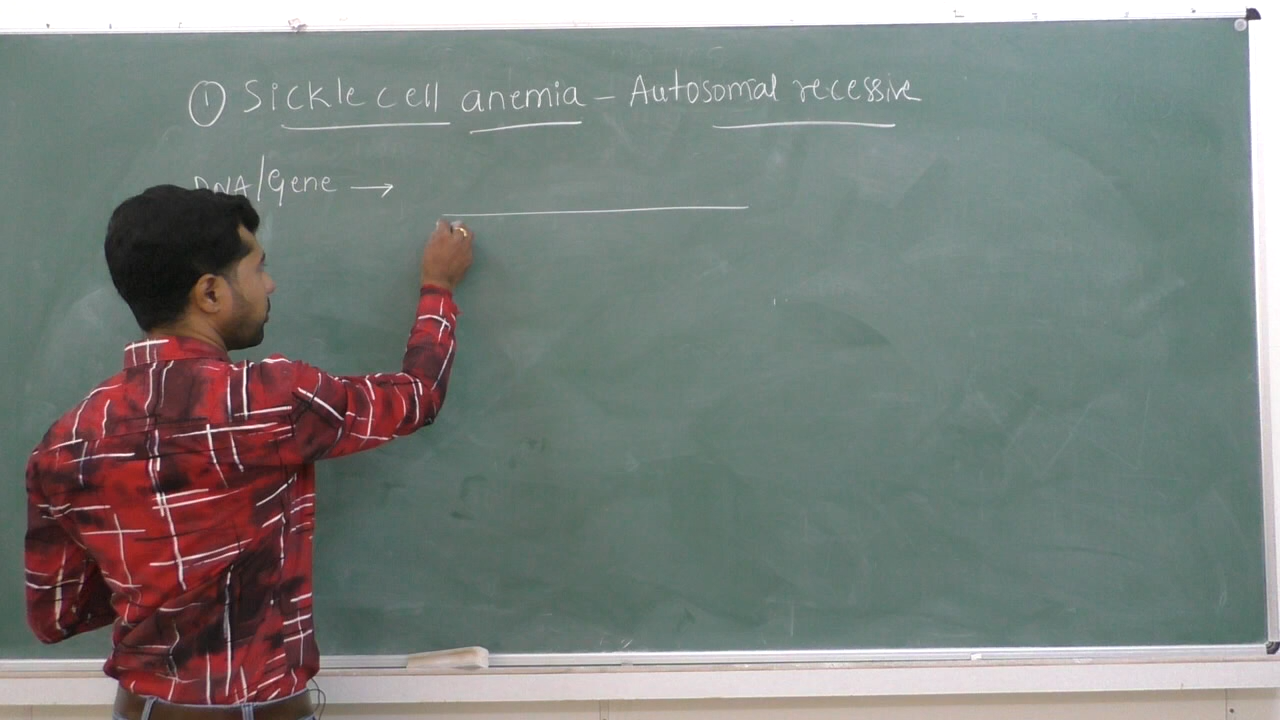 ① Sickle cell anemia - Autosomal recessive
DNA/Gene →